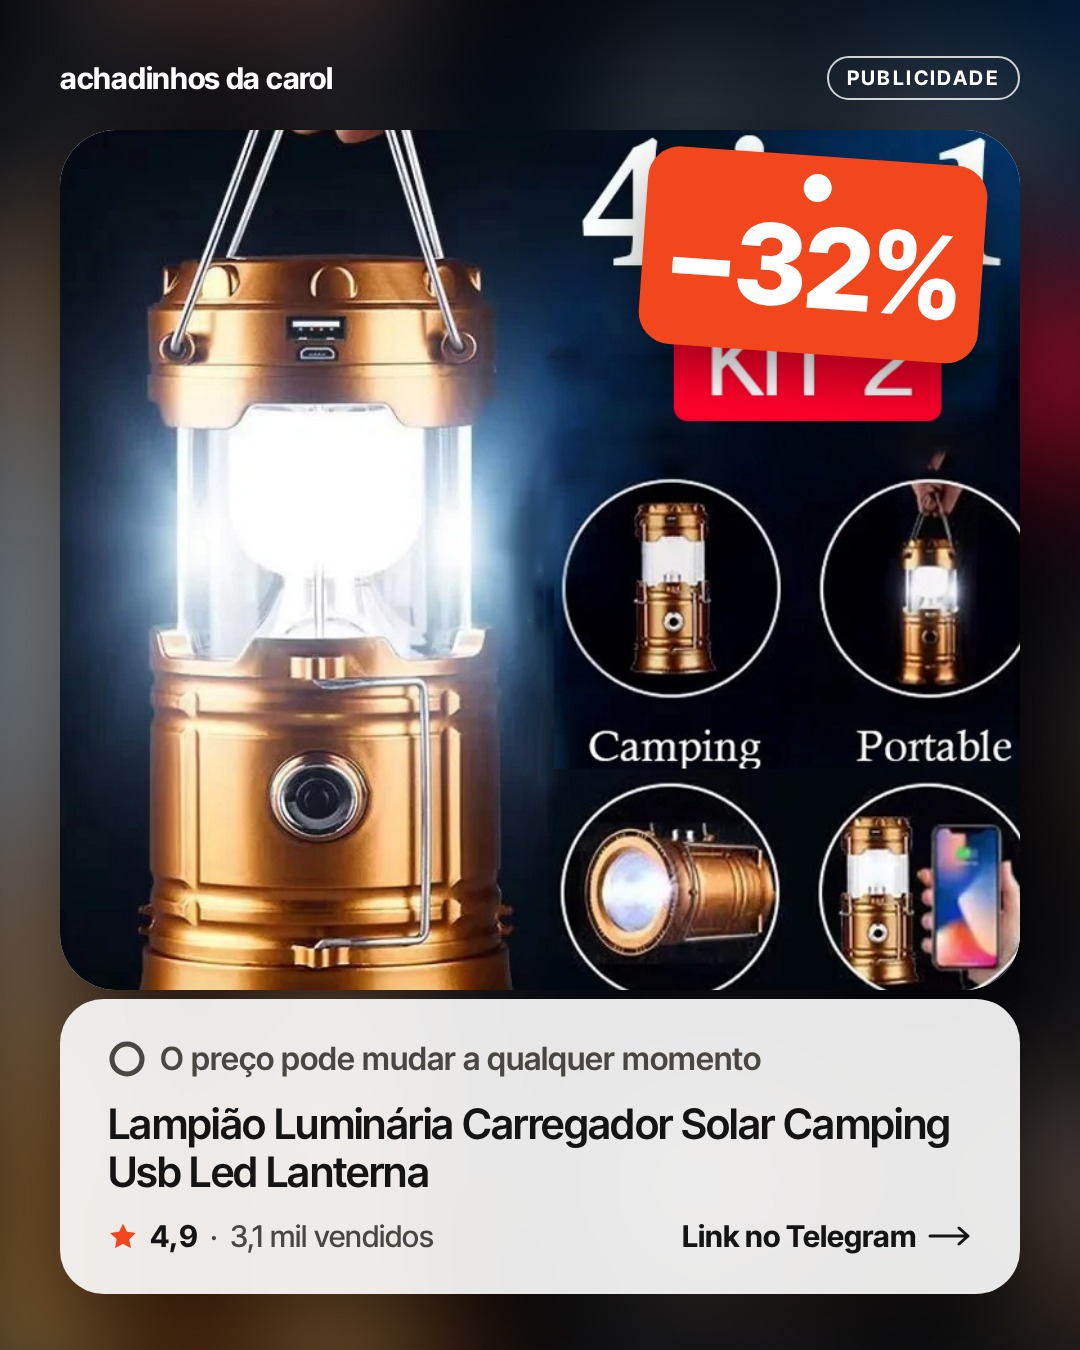 achadinhos da carol
PUBLICIDADE
-32%
KIT 2
Camping
Portable
O preço pode mudar a qualquer momento
Lampião Luminária Carregador Solar Camping
Usb Led Lanterna
4,9 · 3,1 mil vendidos
Link no Telegram →